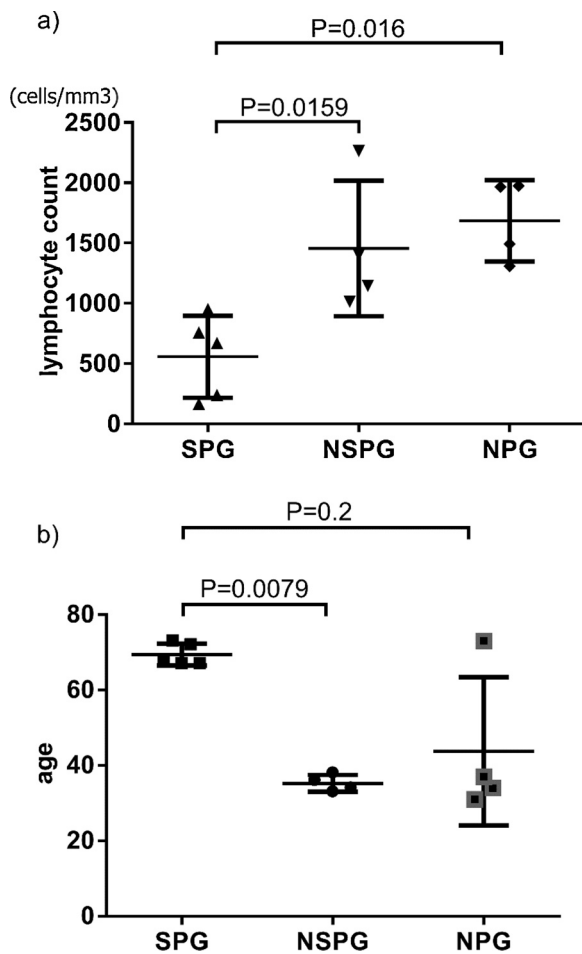 a)
P=0.016
(cells/mm3)
P=0.0159
2500
2000
1500
1000
500
0
lymphocyte count
SPG NSPG NPG
b)
P=0.2
P=0.0079
80
60
40
20
0
age
SPG NSPG NPG